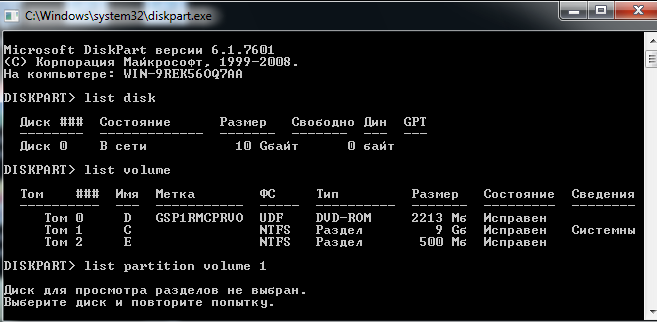 C:\Windows\system32\diskpart.exe
Microsoft DiskPart версии 6.1.7601
(C) Корпорация Майкрософт, 1999-2008.
На компьютере: WIN-9REK56OQ7AA
DISKPART> list disk
Диск ### Состояние Размер Свободно Дин GPT
-------- ------------- ------- ------- --- ---
Диск 0 В сети 10 Gбайт 0 байт
DISKPART> list volume
Том ### Имя Метка ФС Тип Размер Состояние Сведения
---------- --- ----------- ----- ---------- ------- --------- --------
Том 0 D GSP1RMCPRVO UDF DVD-ROM 2213 Mб Исправен
Том 1 C NTFS Раздел 9 Gб Исправен Системны
Том 2 E NTFS Раздел 500 Mб Исправен
DISKPART> list partition volume 1
Диск для просмотра разделов не выбран.
Выберите диск и повторите попытку.